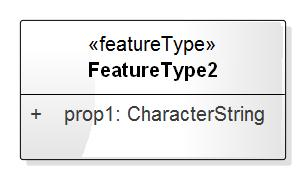 «featureType»
FeatureType2
+ prop1: CharacterString